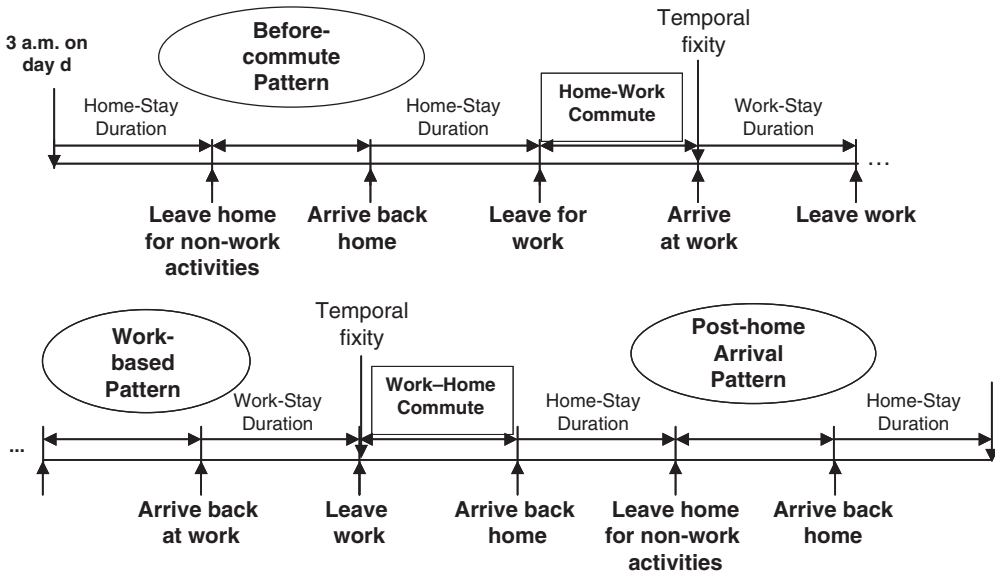 3 a.m. on
day d
Before-
commute
Pattern
Temporal
fixity
Home-Stay
Duration
Home-Stay
Duration
Home-Work
Commute
Work-Stay
Duration
...
Leave home
for non-work
activities
Arrive back
home
Leave for
work
Arrive
at work
Leave work
Work-
based
Pattern
Temporal
fixity
Post-home
Arrival
Pattern
...
Work-Stay
Duration
Work–Home
Commute
Home-Stay
Duration
Home-Stay
Duration
Arrive back
at work
Leave
work
Arrive back
home
Leave home
for non-work
activities
Arrive back
home